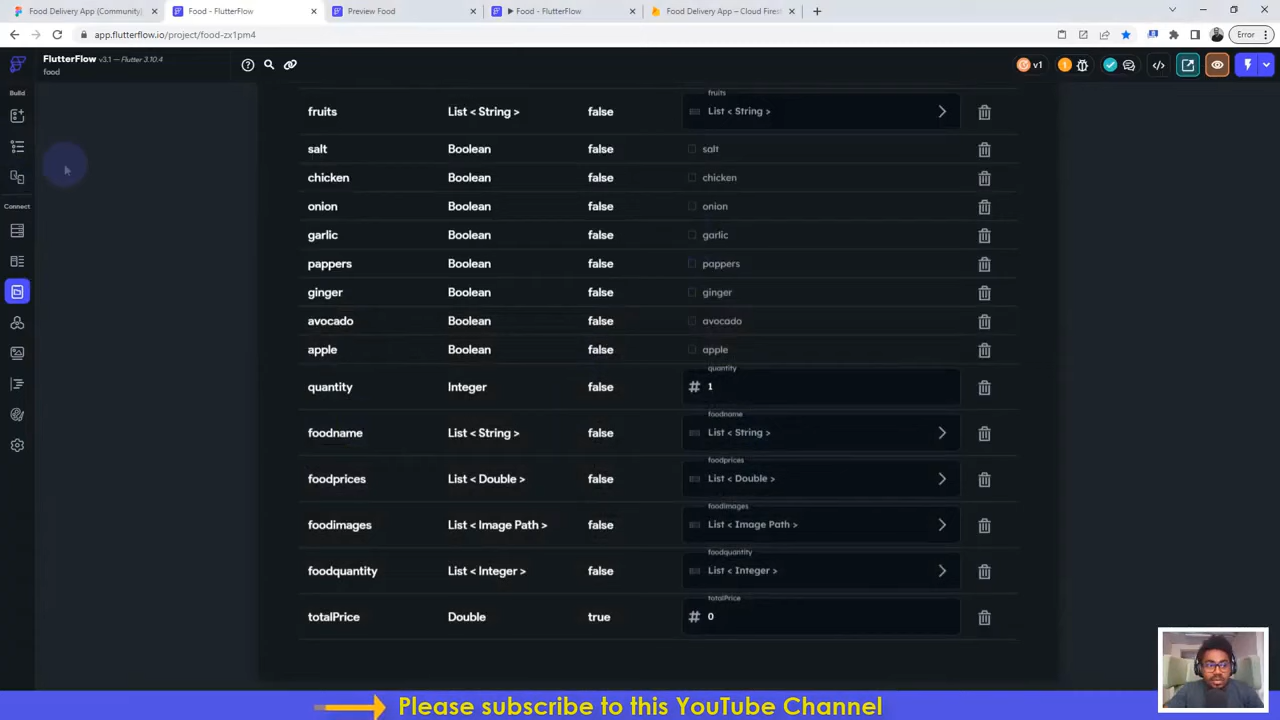 Food Delivery App (Community)
Food - FlutterFlow
Preview Food
Food - FlutterFlow
Food Delivery App – Cloud Fires
app.flutterflow.io/project/food-zx1pm4
Error
FlutterFlow v3.1 — Flutter 3.10.4
food
v1
1
Build
Connect
fruits List < String > false fruits List < String >
salt Boolean false salt
chicken Boolean false chicken
onion Boolean false onion
garlic Boolean false garlic
pappers Boolean false pappers
ginger Boolean false ginger
avocado Boolean false avocado
apple Boolean false apple
quantity Integer false quantity # 1
foodname List < String > false foodname List < String >
foodprices List < Double > false foodprices List < Double >
foodimages List < Image Path > false foodimages List < Image Path >
foodquantity List < Integer > false foodquantity List < Integer >
totalPrice Double true totalPrice # 0
Please subscribe to this YouTube Channel